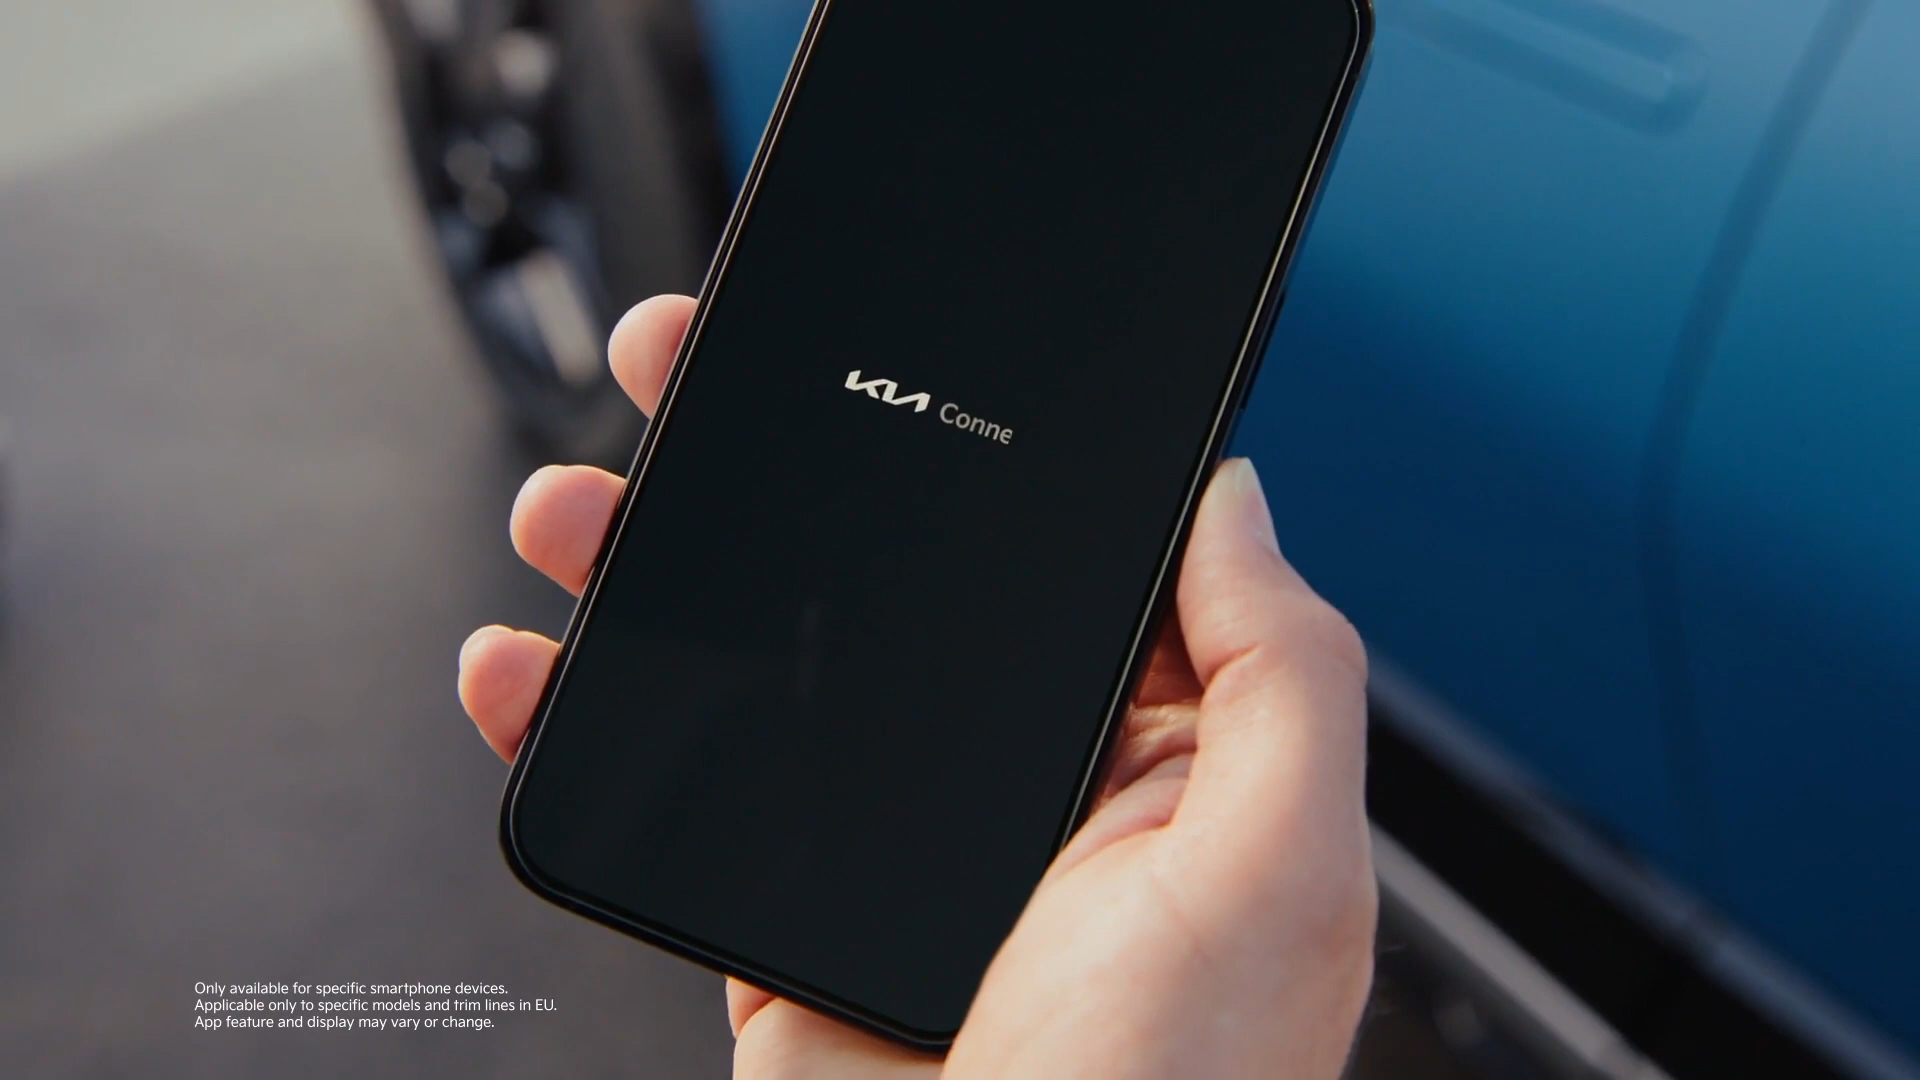 KIA Conne
Only available for specific smartphone devices.
Applicable only to specific models and trim lines in EU.
App feature and display may vary or change.